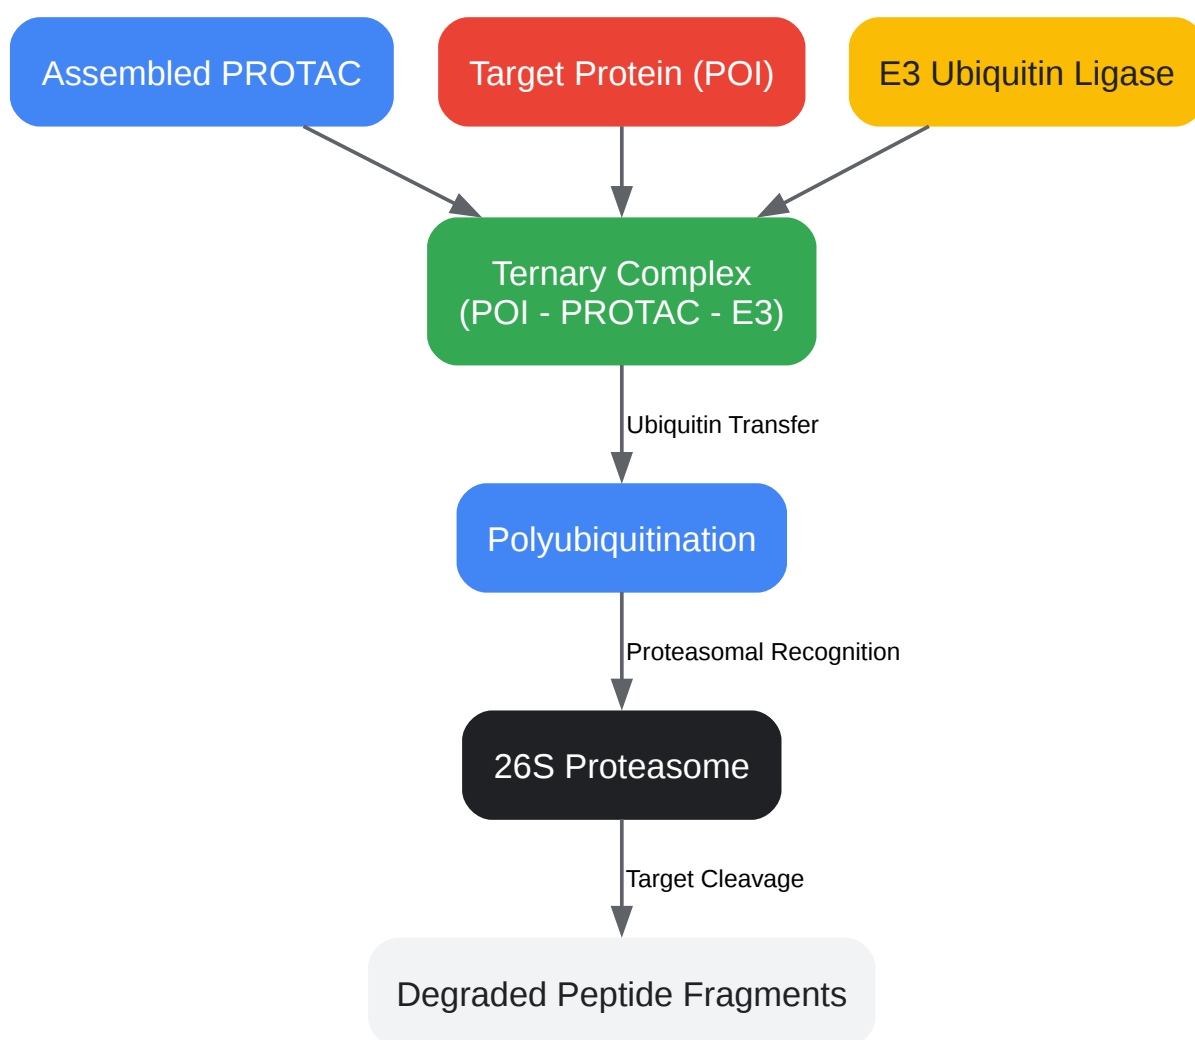 Assembled PROTAC
Target Protein (POI)
E3 Ubiquitin Ligase
Ternary Complex
(POI - PROTAC - E3)
Ubiquitin Transfer
Polyubiquitination
Proteasomal Recognition
26S Proteasome
Target Cleavage
Degraded Peptide Fragments